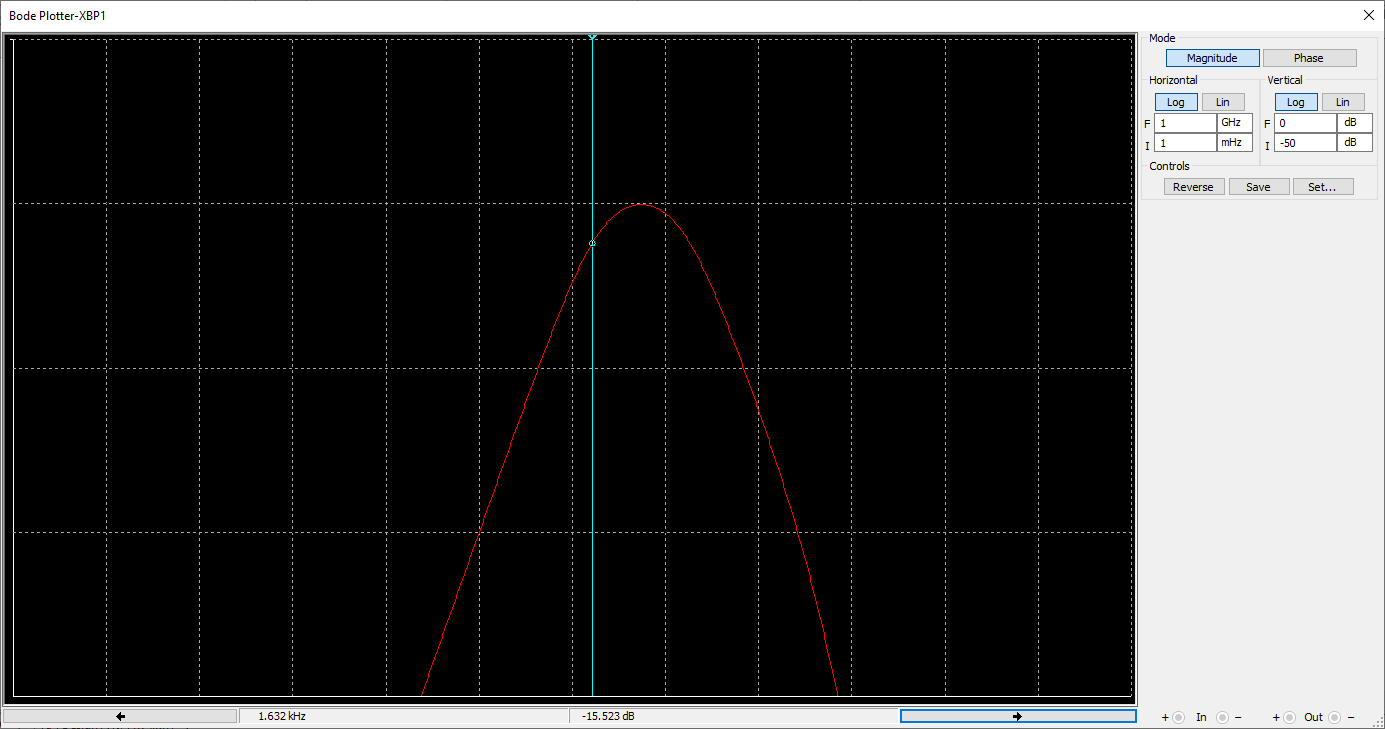 Bode Plotter-XBP1
Mode
Magnitude Phase
Horizontal Vertical
Log Lin Log Lin
F 1 GHz F 0 dB
I 1 mHz I -50 dB
Controls
Reverse Save Set...
1.632 kHz -15.523 dB
+ In − + Out −